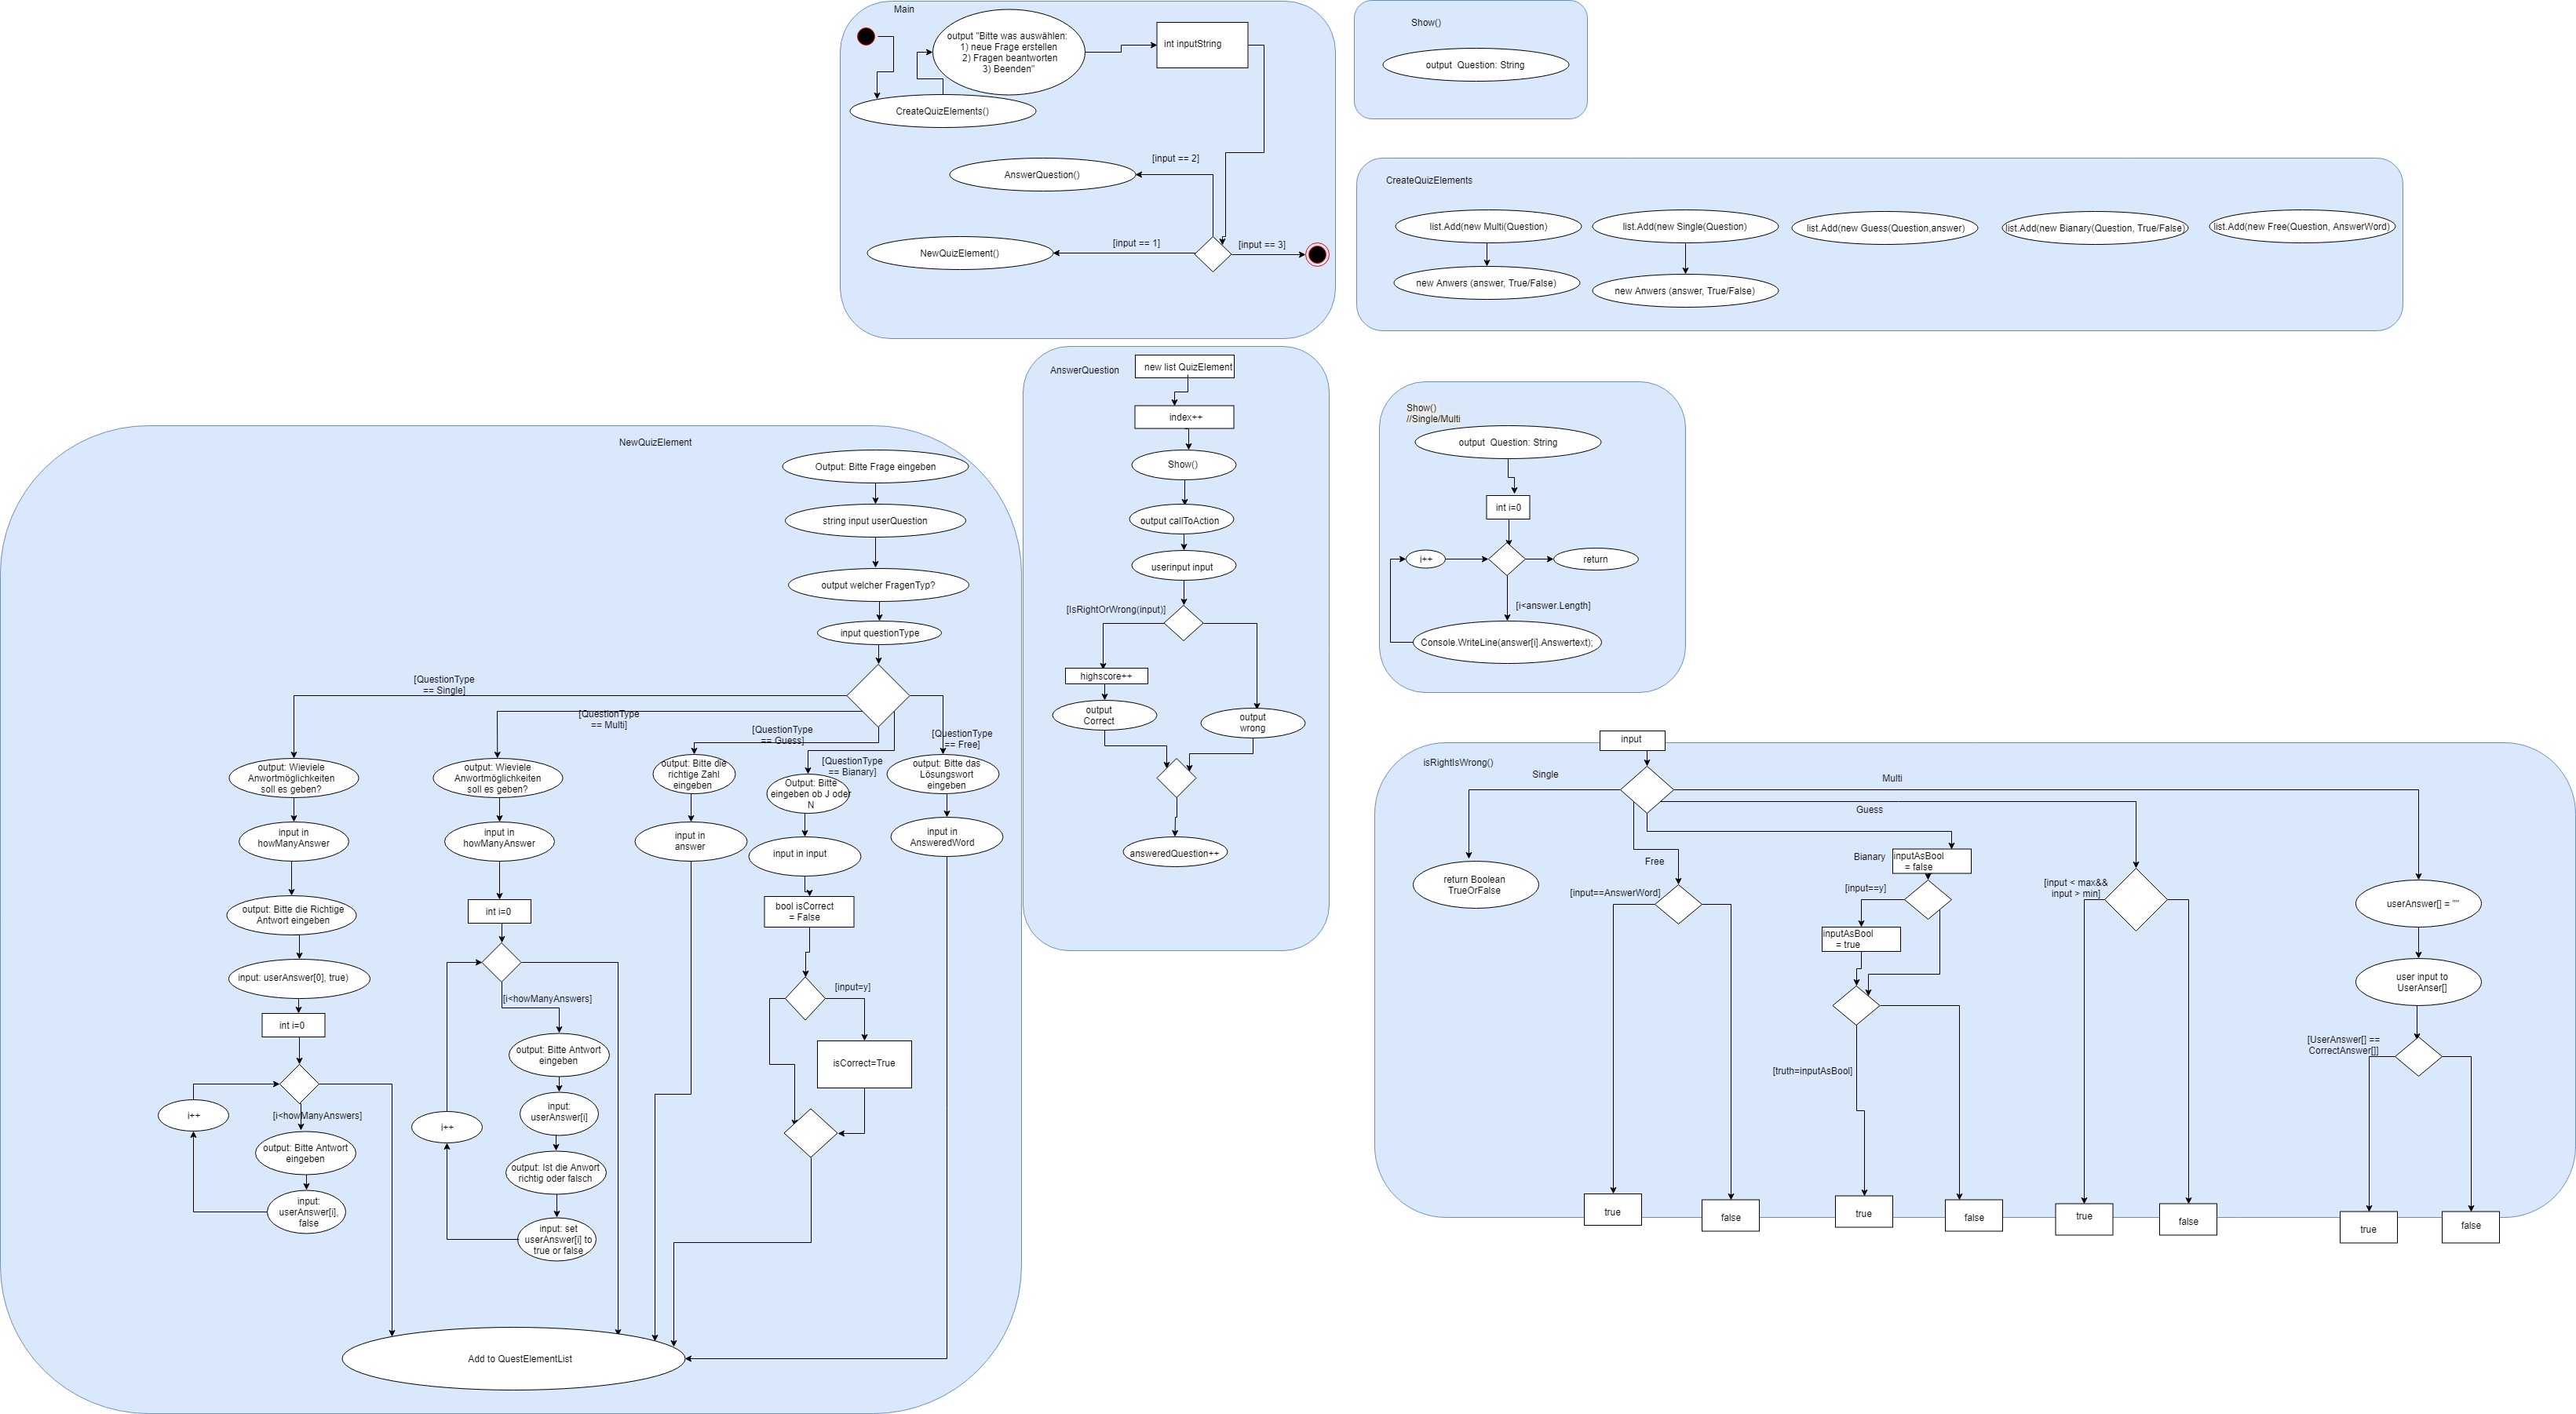 Main
output "Bitte was auswählen:
1) neue Frage erstellen
2) Fragen beantworten
3) Beenden"
int inputString
CreateQuizElements()
[input == 2]
AnswerQuestion()
[input == 1]
[input == 3]
NewQuizElement()
Show()
output  Question: String
CreateQuizElements
list.Add(new Multi(Question)
list.Add(new Single(Question)
list.Add(new Guess(Question,answer)
list.Add(new Bianary(Question, True/False)
list.Add(new Free(Question, AnswerWord)
new Anwers (answer, True/False)
new Anwers (answer, True/False)
AnswerQuestion
new list QuizElement
index++
Show()
output callToAction
userinput input
[IsRightOrWrong(input)]
highscore++
output
Correct
output
wrong
answeredQuestion++
Show()
//Single/Multi
output  Question: String
int i=0
i++
return
[i<answer.Length]
Console.WriteLine(answer[i].Answertext);
NewQuizElement
Output: Bitte Frage eingeben
string input userQuestion
output welcher FragenTyp?
input questionType
[QuestionType
== Single]
[QuestionType
== Multi]
[QuestionType
== Guess]
[QuestionType
== Bianary]
[QuestionType
== Free]
output: Wieviele
Anwortmöglichkeiten
soll es geben?
input in
howManyAnswer
output: Bitte die Richtige
Antwort eingeben
input: userAnswer[0], true)
int i=0
i++
[i<howManyAnswers]
output: Bitte Antwort
eingeben
input:
userAnswer[i],
false
output: Wieviele
Anwortmöglichkeiten
soll es geben?
input in
howManyAnswer
int i=0
[i<howManyAnswers]
i++
output: Bitte Antwort
eingeben
input:
userAnswer[i]
output: Ist die Anwort
richtig oder falsch
input: set
userAnswer[i] to
true or false
output: Bitte die
richtige Zahl
eingeben
input in
answer
Output: Bitte
eingeben ob J oder
N
input in input
bool isCorrect
= False
[input=y]
isCorrect=True
output: Bitte das
Lösungswort
eingeben
input in
AnsweredWord
Add to QuestElementList
input
isRightIsWrong()
Single
Multi
Guess
Free
Bianary
return Boolean
TrueOrFalse
[input==AnswerWord]
inputAsBool
= false
[input==y]
inputAsBool
= true
[truth=inputAsBool]
[input < max&&
input > min]
userAnswer[] = ""
user input to
UserAnser[]
[UserAnswer[] ==
CorrectAnswer[]]
true
false
true
false
true
false
true
false